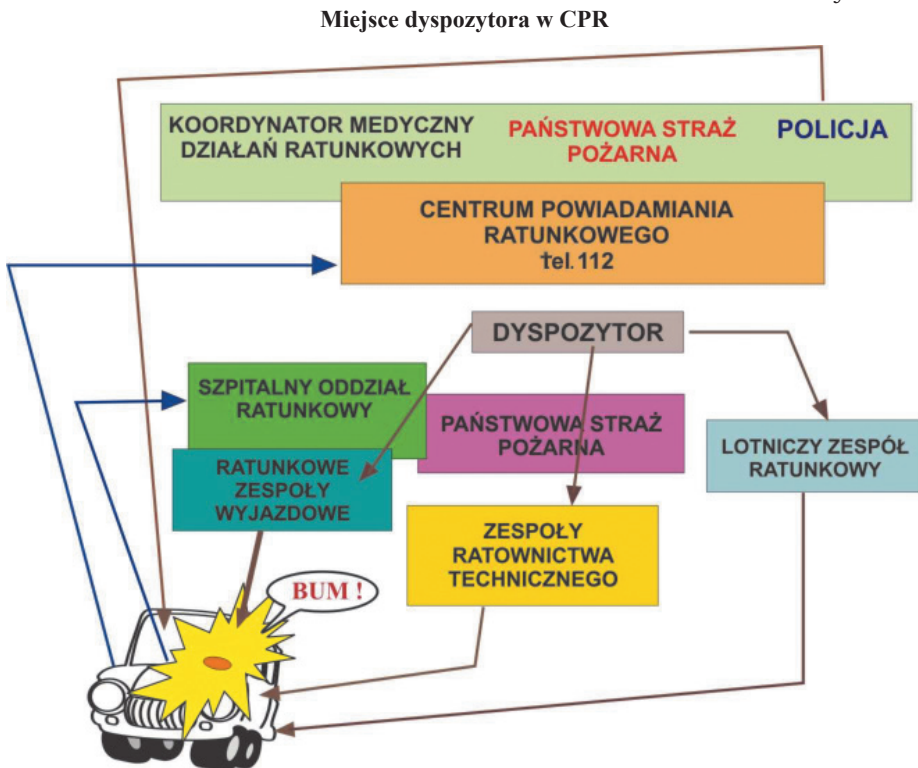 Miejsce dyspozytora w CPR
KOORDYNATOR MEDYCZNY
DZIAŁAŃ RATUNKOWYCH
PAŃSTWOWA STRAŻ
POŻARNA
POLICJA
CENTRUM POWIADAMIANIA
RATUNKOWEGO
tel. 112
DYSPOZYTOR
SZPITALNY ODDZIAŁ
RATUNKOWY
PAŃSTWOWA STRAŻ
POŻARNA
LOTNICZY ZESPÓŁ
RATUNKOWY
RATUNKOWE
ZESPOŁY
WYJAZDOWE
ZESPOŁY
RATOWNICTWA
TECHNICZNEGO
BUM !